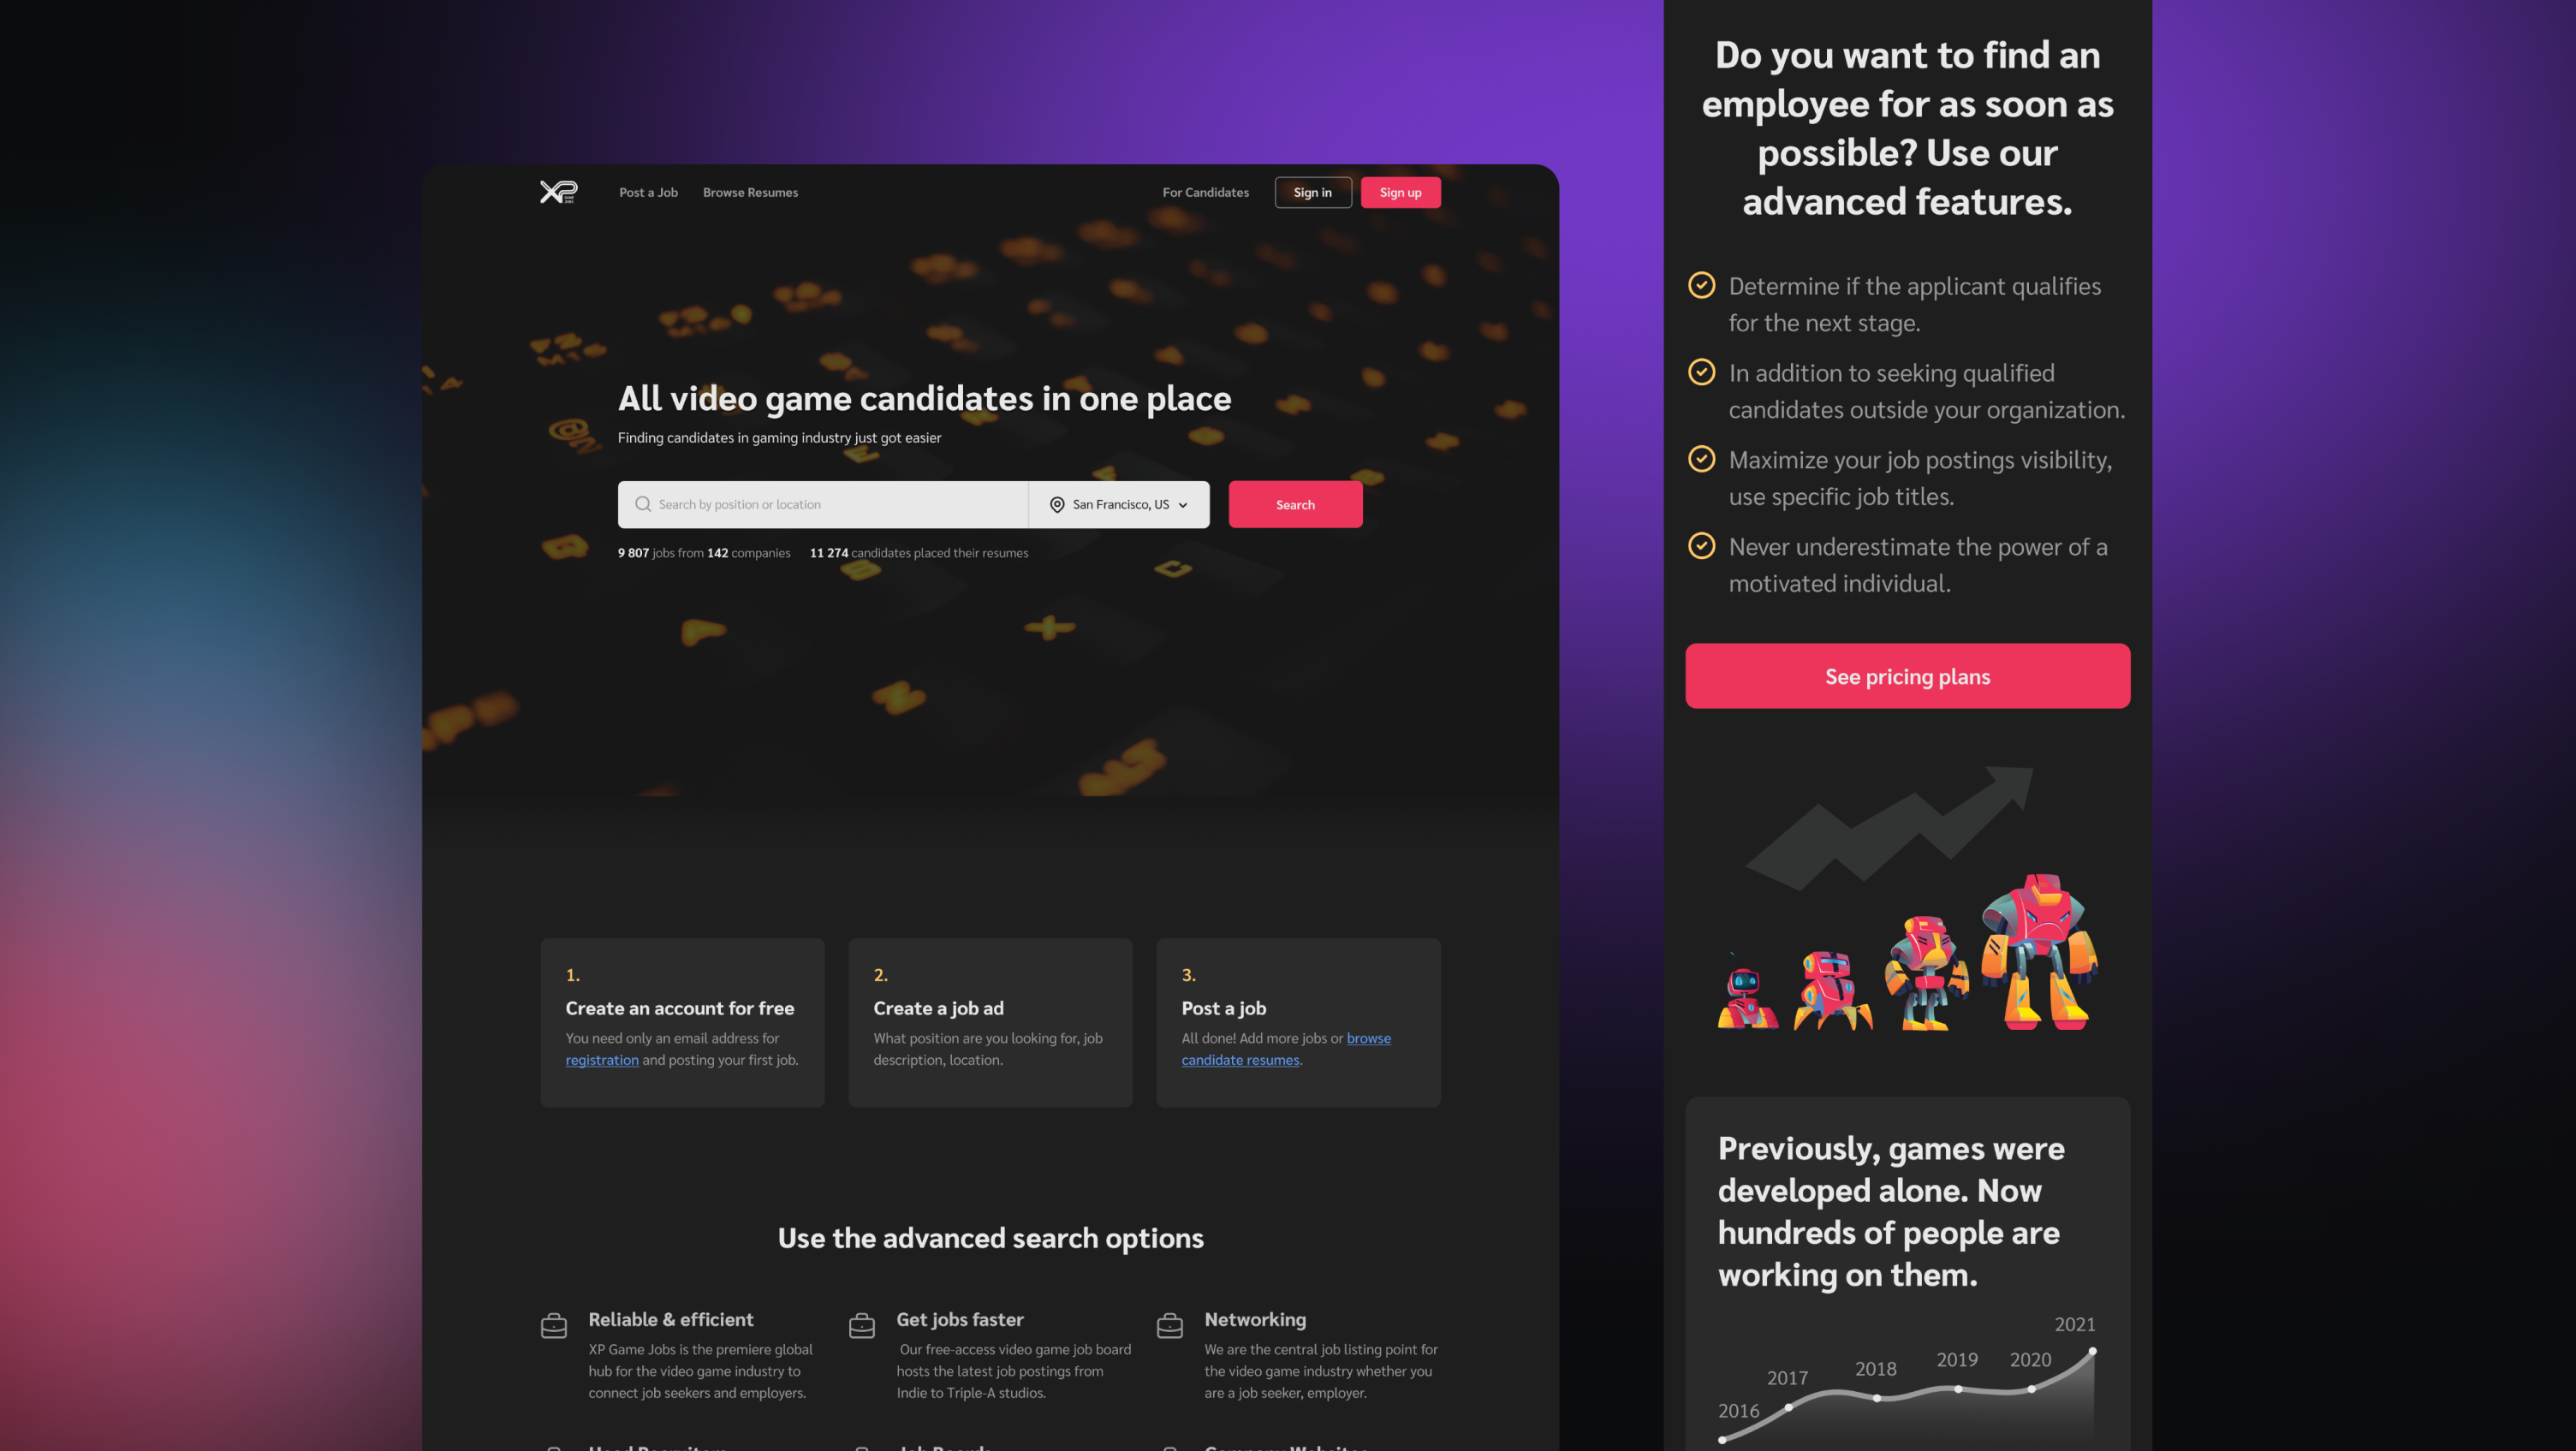 XP
Post a Job
Browse Resumes
For Candidates
Sign in
Sign up
All video game candidates in one place
Finding candidates in gaming industry just got easier
Search by position or location
San Francisco, US
Search
9 807 jobs from 142 companies
11 274 candidates placed their resumes
1.
Create an account for free
You need only an email address for
registration and posting your first job.
2.
Create a job ad
What position are you looking for, job
description, location.
3.
Post a job
All done! Add more jobs or browse
candidate resumes.
Use the advanced search options
Reliable & efficient
XP Game Jobs is the premiere global
hub for the video game industry to
connect job seekers and employers.
Get jobs faster
Our free-access video game job board
hosts the latest job postings from
Indie to Triple-A studios.
Networking
We are the central job listing point for
the video game industry whether you
are a job seeker, employer.
Do you want to find an
employee for as soon as
possible? Use our
advanced features.
Determine if the applicant qualifies
for the next stage.
In addition to seeking qualified
candidates outside your organization.
Maximize your job postings visibility,
use specific job titles.
Never underestimate the power of a
motivated individual.
See pricing plans
Previously, games were
developed alone. Now
hundreds of people are
working on them.
2016
2017
2018
2019
2020
2021